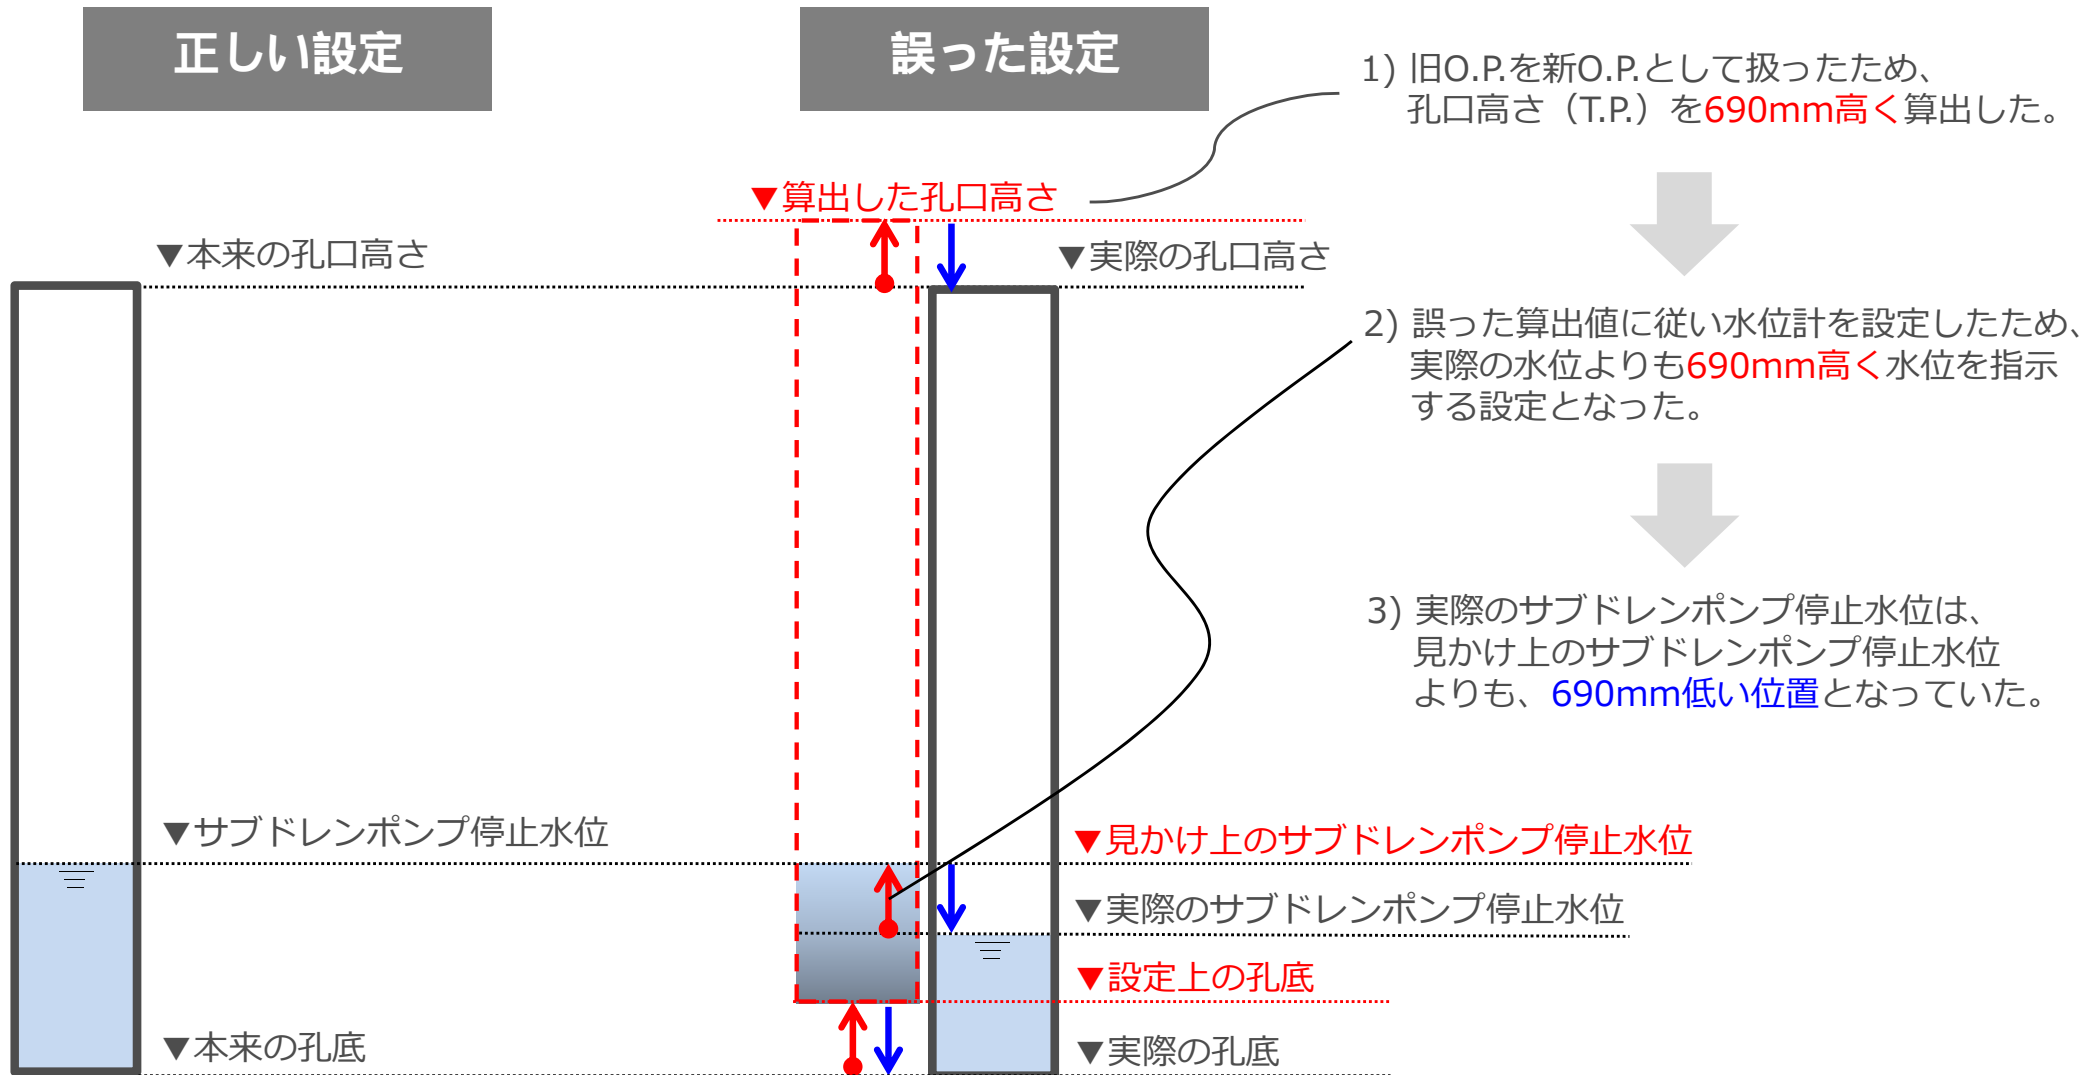 正しい設定
誤った設定
1) 旧O.P.を新O.P.として扱ったため、
孔口高さ（T.P.）を690mm高く算出した。
▼算出した孔口高さ
▼本来の孔口高さ
▼実際の孔口高さ
2) 誤った算出値に従い水位計を設定したため、
実際の水位よりも690mm高く水位を指示
する設定となった。
3) 実際のサブドレンポンプ停止水位は、
見かけ上のサブドレンポンプ停止水位
よりも、690mm低い位置となっていた。
▼サブドレンポンプ停止水位
▼見かけ上のサブドレンポンプ停止水位
▼実際のサブドレンポンプ停止水位
▼設定上の孔底
▼本来の孔底
▼実際の孔底